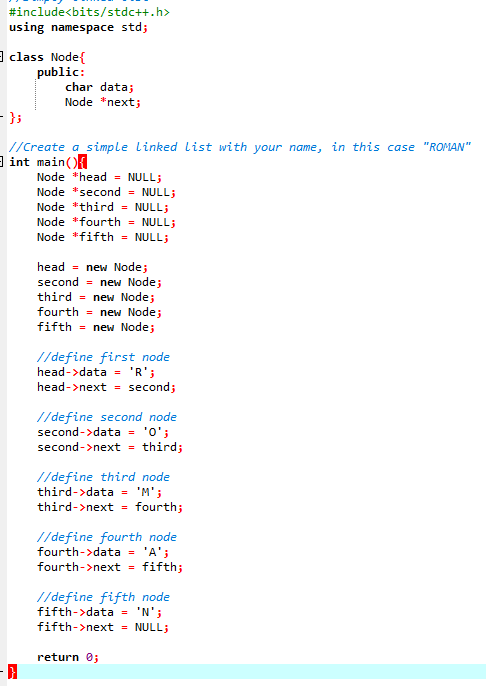 //Simply linked list
#include<bits/stdc++.h>
using namespace std;
class Node{
public:
char data;
Node *next;
};
//Create a simple linked list with your name, in this case "ROMAN"
int main(){
Node *head = NULL;
Node *second = NULL;
Node *third = NULL;
Node *fourth = NULL;
Node *fifth = NULL;
head = new Node;
second = new Node;
third = new Node;
fourth = new Node;
fifth = new Node;
//define first node
head->data = 'R';
head->next = second;
//define second node
second->data = 'O';
second->next = third;
//define third node
third->data = 'M';
third->next = fourth;
//define fourth node
fourth->data = 'A';
fourth->next = fifth;
//define fifth node
fifth->data = 'N';
fifth->next = NULL;
return 0;
}